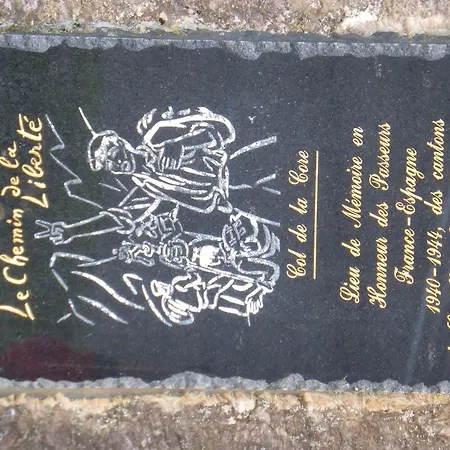 Le Chemin de la
Liberté
Col de la Core
Lieu de Mémoire en
Honneur des Passeurs
France-Espagne
1940-1944, des cantons